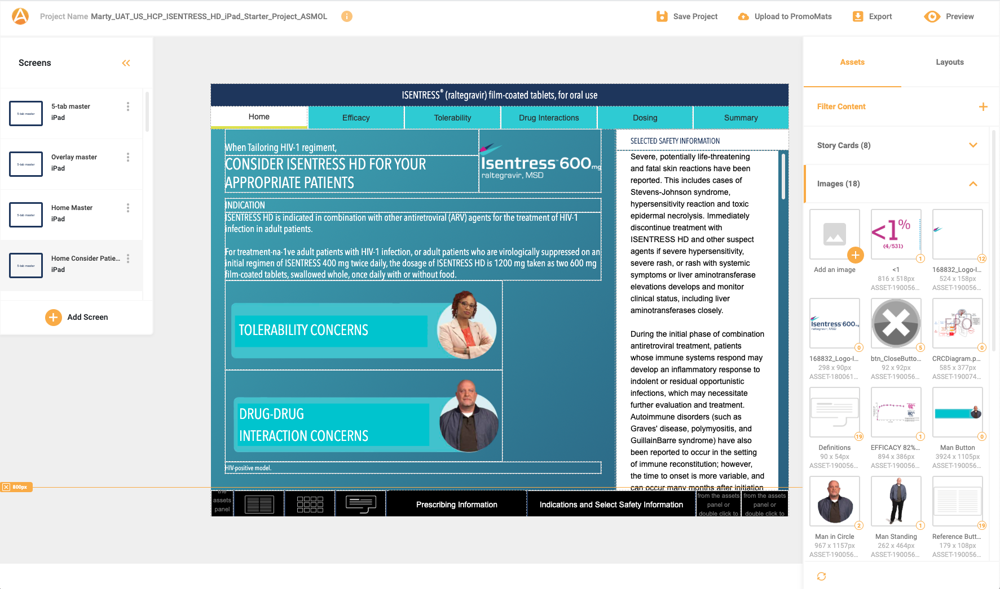 Project Name Marty_UAT_US_HCP_ISENTRESS_HD_iPad_Starter_Project_ASMOL
i
Save Project
Upload to PromoMats
Export
Preview
Screens
5-tab master
5-tab master
iPad
5-tab master
Overlay master
iPad
5-tab master
Home Master
iPad
5-tab master
Home Consider Patie...
iPad
Add Screen
800px
ISENTRESS® (raltegravir) film-coated tablets, for oral use
Home
Efficacy
Tolerability
Drug Interactions
Dosing
Summary
When Tailoring HIV-1 regiment,
CONSIDER ISENTRESS HD FOR YOUR
APPROPRIATE PATIENTS
Isentress™ 600mg
raltegravir, MSD
INDICATION
ISENTRESS HD is indicated in combination with other antiretroviral (ARV) agents for the treatment of HIV-1
infection in adult patients.
For treatment-na·1ve adult patients with HIV-1 infection, or adult patients who are virologically suppressed on an
initial regimen of ISENTRESS 400 mg twice daily, the dosage of ISENTRESS HD is 1200 mg taken as two 600 mg
film-coated tablets, swallowed whole, once daily with or without food.
TOLERABILITY CONCERNS
DRUG-DRUG
INTERACTION CONCERNS
HIV-positive model.
SELECTED SAFETY INFORMATION
Severe, potentially life-threatening
and fatal skin reactions have been
reported. This includes cases of
Stevens-Johnson syndrome,
hypersensitivity reaction and toxic
epidermal necrolysis. Immediately
discontinue treatment with
ISENTRESS HD and other suspect
agents if severe hypersensitivity,
severe rash, or rash with systemic
symptoms or liver aminotransferase
elevations develops and monitor
clinical status, including liver
aminotransferases closely.
During the initial phase of combination
antiretroviral treatment, patients
whose immune systems respond may
develop an inflammatory response to
indolent or residual opportunistic
infections, which may necessitate
further evaluation and treatment.
Autoimmune disorders (such as
Graves' disease, polymyositis, and
GuillainBarre syndrome) have also
been reported to occur in the setting
of immune reconstitution; however,
the time to onset is more variable, and
can occur many months after initiation
the
assets
panel
Prescribing Information
Indications and Select Safety Information
from the assets
panel or
double click to
from the assets
panel or
double click to
Assets
Layouts
Filter Content
Story Cards (8)
Images (18)
Add an image
<1%
(4/531)
1
<1
816 x 518px
ASSET-190056...
12
168832_Logo-I...
524 x 158px
ASSET-190056...
Isentress™ 600mg
raltegravir, MSD
0
168832_Logo-I...
298 x 90px
ASSET-180061...
5
btn_CloseButto...
92 x 92px
ASSET-190056...
FPO
0
CRCDiagram.p...
585 x 377px
ASSET-190074...
19
Definitions
90 x 54px
ASSET-190056...
82%
80%
1
EFFICACY 82%...
894 x 386px
ASSET-190056...
0
Man Button
3924 x 1105px
ASSET-190056...
2
Man in Circle
967 x 1157px
ASSET-190056...
1
Man Standing
262 x 464px
ASSET-190056...
19
Reference Butt...
179 x 108px
ASSET-190056...